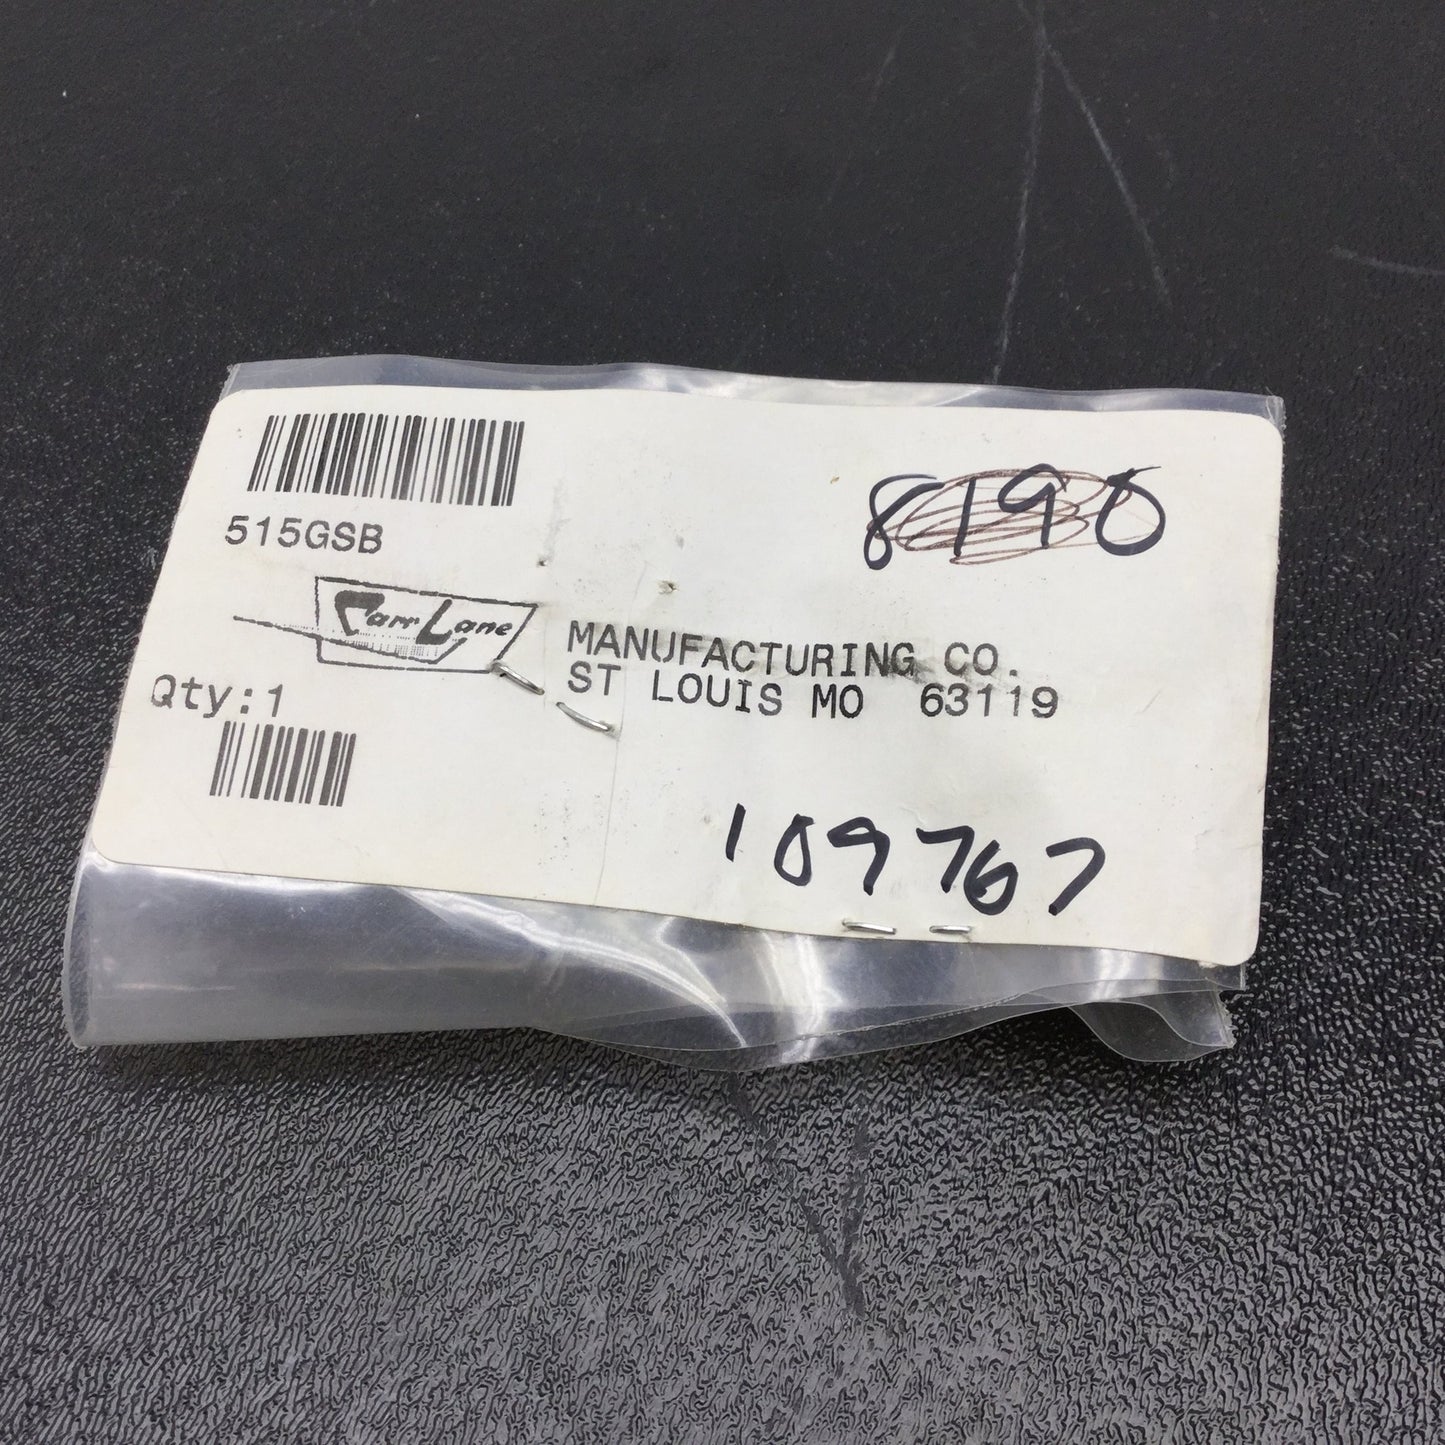 515GSB
8190
Carr Lane
MANUFACTURING CO.
ST LOUIS MO 63119
Qty:1
109767